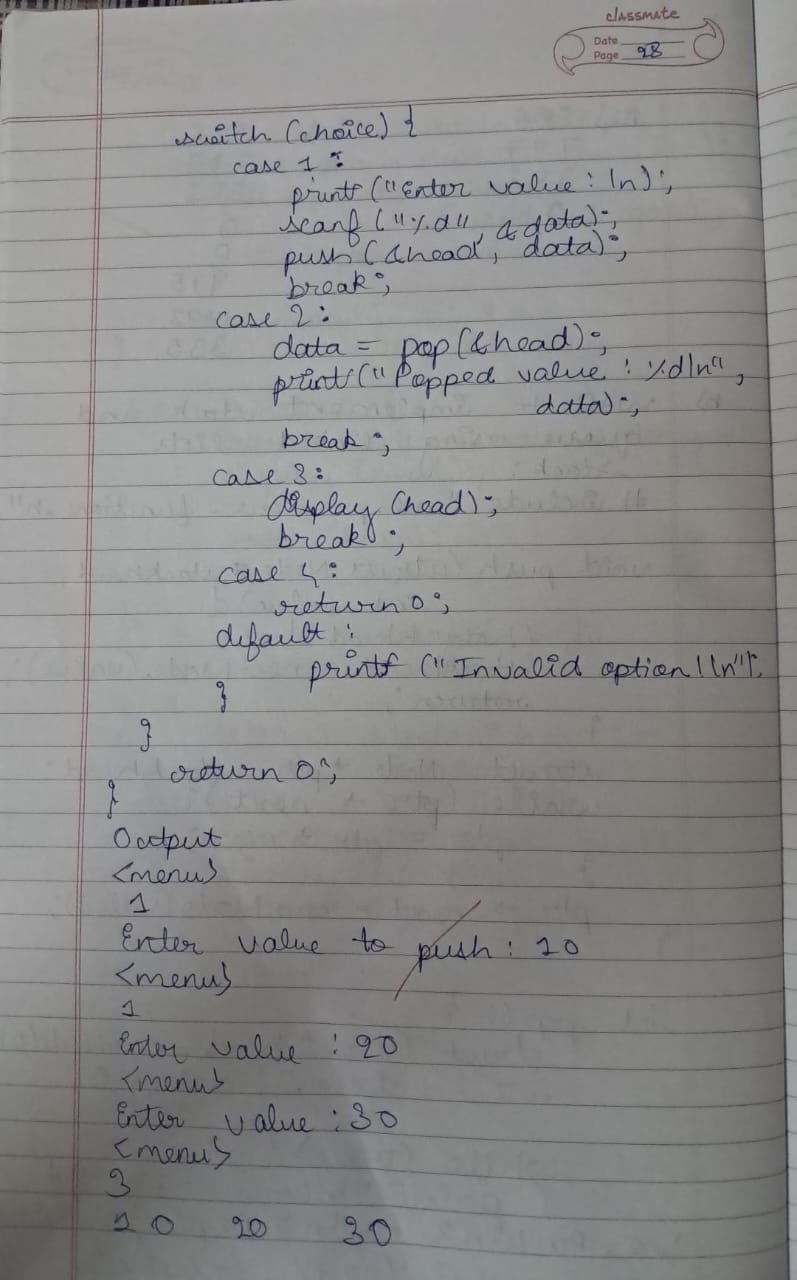 classmate
Date
Page 28
switch (choice) {
case 1 :
printf ("Enter value : \n);
scanf ("%d", &data);
push (&head, data);
break;
case 2:
data = pop (&head);
printf ("Popped value : %d\n",
data);
break;
case 3:
display (head);
break;
case 4:
return 0;
default :
printf ("Invalid option!\n");
}
}
return 0;
}
Output
<menu>
1
Enter value to push : 10
<menu>
1
Enter value : 20
<menu>
Enter value : 30
<menu>
3
10 20 30